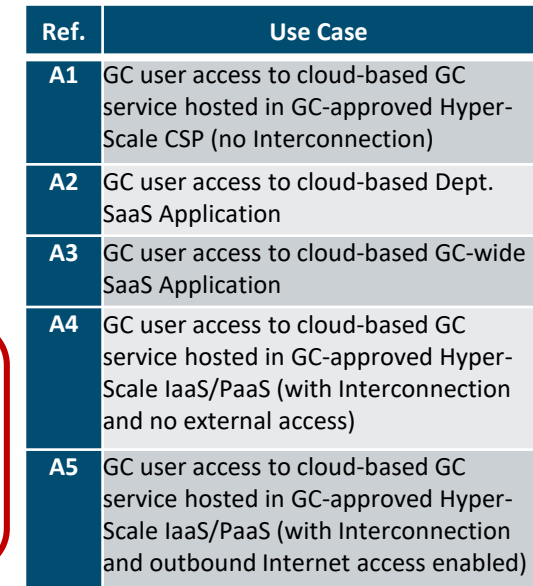 Ref. Use Case
A1 GC user access to cloud-based GC
service hosted in GC-approved Hyper-
Scale CSP (no Interconnection)
A2 GC user access to cloud-based Dept.
SaaS Application
A3 GC user access to cloud-based GC-wide
SaaS Application
A4 GC user access to cloud-based GC
service hosted in GC-approved Hyper-
Scale IaaS/PaaS (with Interconnection
and no external access)
A5 GC user access to cloud-based GC
service hosted in GC-approved Hyper-
Scale IaaS/PaaS (with Interconnection
and outbound Internet access enabled)